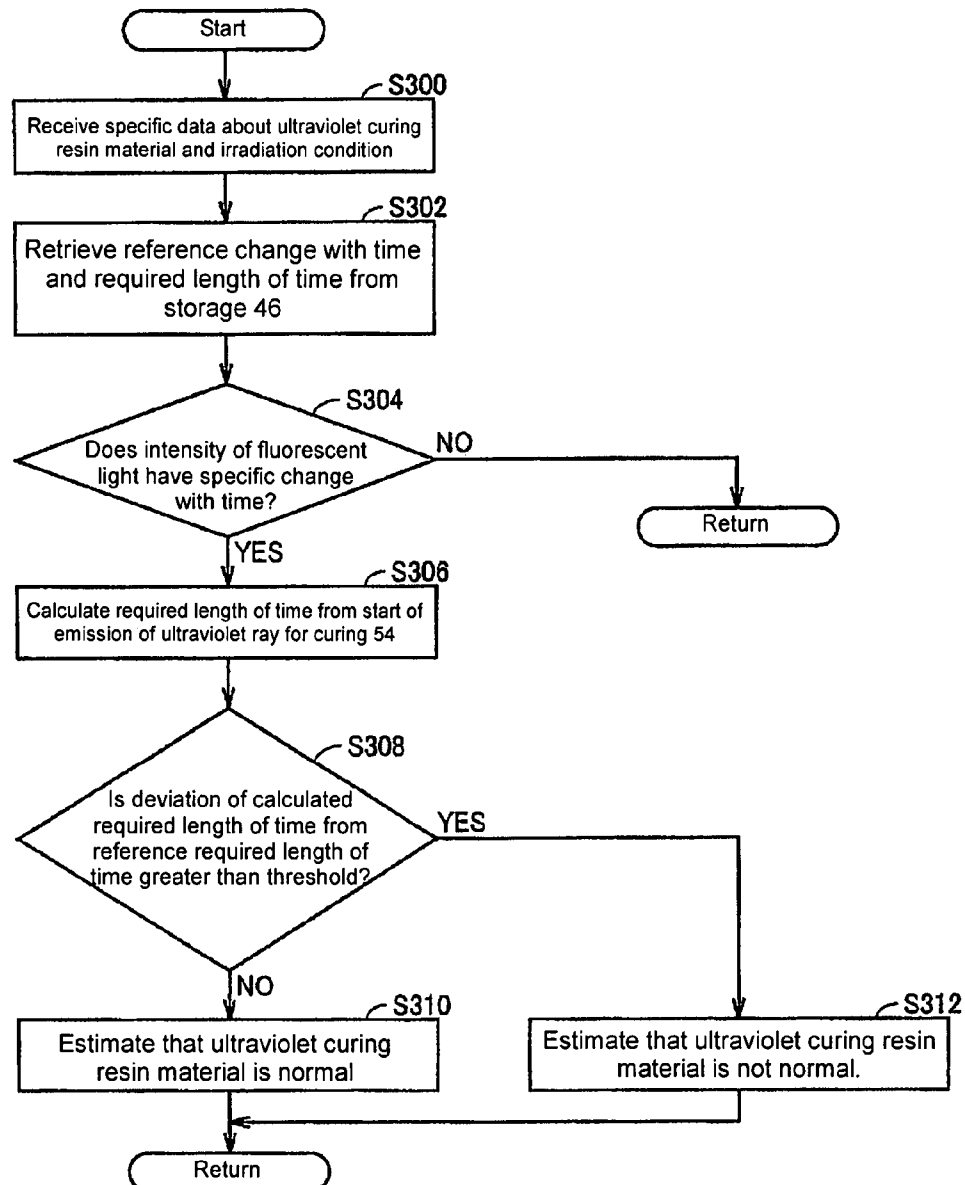 Start
S300
Receive specific data about ultraviolet curing
resin material and irradiation condition
S302
Retrieve reference change with time
and required length of time from
storage 46
S304
Does intensity of fluorescent
light have specific change
with time?
NO
Return
YES
S306
Calculate required length of time from start of
emission of ultraviolet ray for curing 54
S308
Is deviation of calculated
required length of time from
reference required length of
time greater than threshold?
YES
NO
S310
Estimate that ultraviolet curing
resin material is normal
S312
Estimate that ultraviolet curing resin
material is not normal.
Return